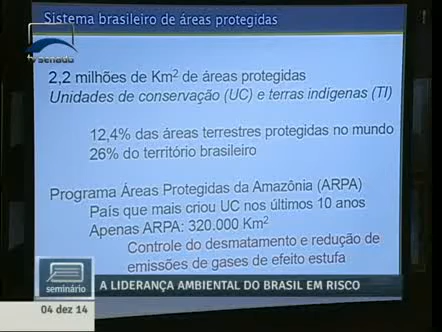 Sistema brasileiro de áreas protegidas
tv senado
2,2 milhões de Km² de áreas protegidas
Unidades de conservação (UC) e terras indígenas (TI)
12,4% das áreas terrestres protegidas no mundo
26% do território brasileiro
Programa Áreas Protegidas da Amazônia (ARPA)
País que mais criou UC nos últimos 10 anos
Apenas ARPA: 320.000 Km²
Controle do desmatamento e redução de
emissões de gases de efeito estufa
seminário
A LIDERANÇA AMBIENTAL DO BRASIL EM RISCO
04 dez 14